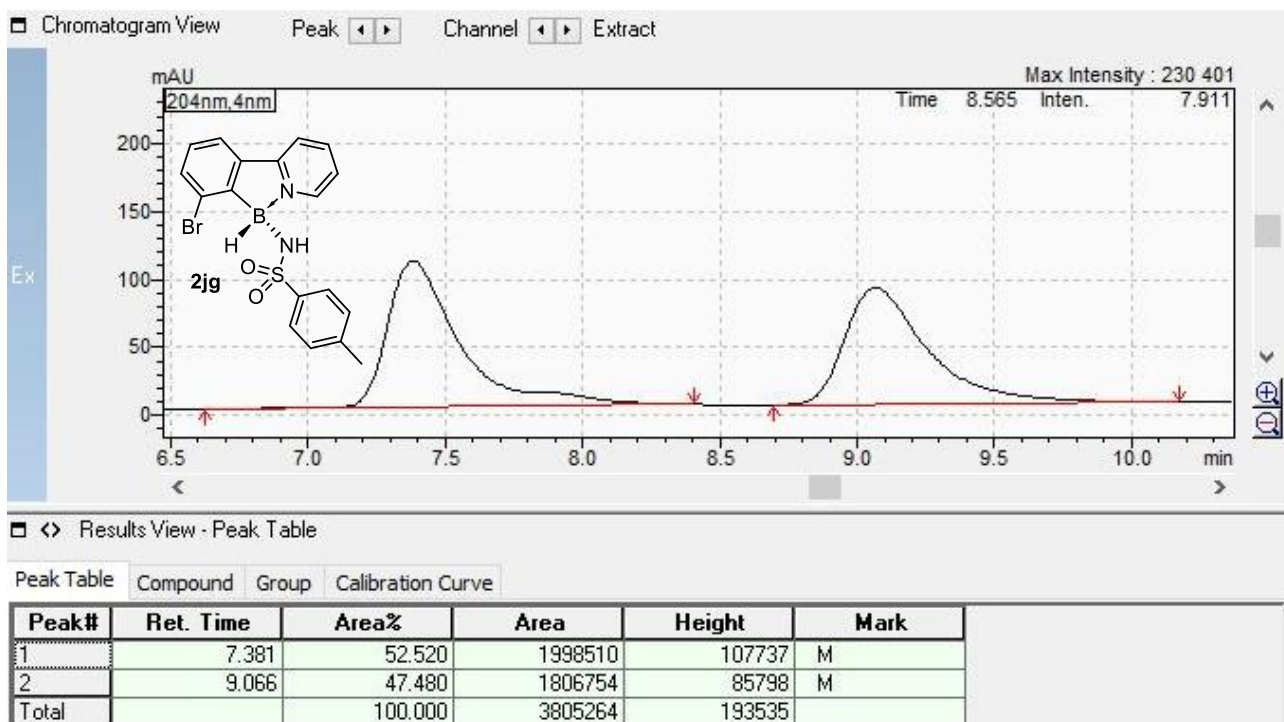 Chromatogram View Peak Channel Extract
mAU
Max Intensity : 230 401
204nm,4nm
Time 8.565 Inten. 7.911
200
150
100
50
0
Br
B
N
H
NH
O
S
O
2jg
Ex
6.5 7.0 7.5 8.0 8.5 9.0 9.5 10.0 min
Results View - Peak Table
Peak Table Compound Group Calibration Curve
Peak# Ret. Time Area% Area Height Mark
1 7.381 52.520 1998510 107737 M
2 9.066 47.480 1806754 85798 M
Total 100.000 3805264 193535